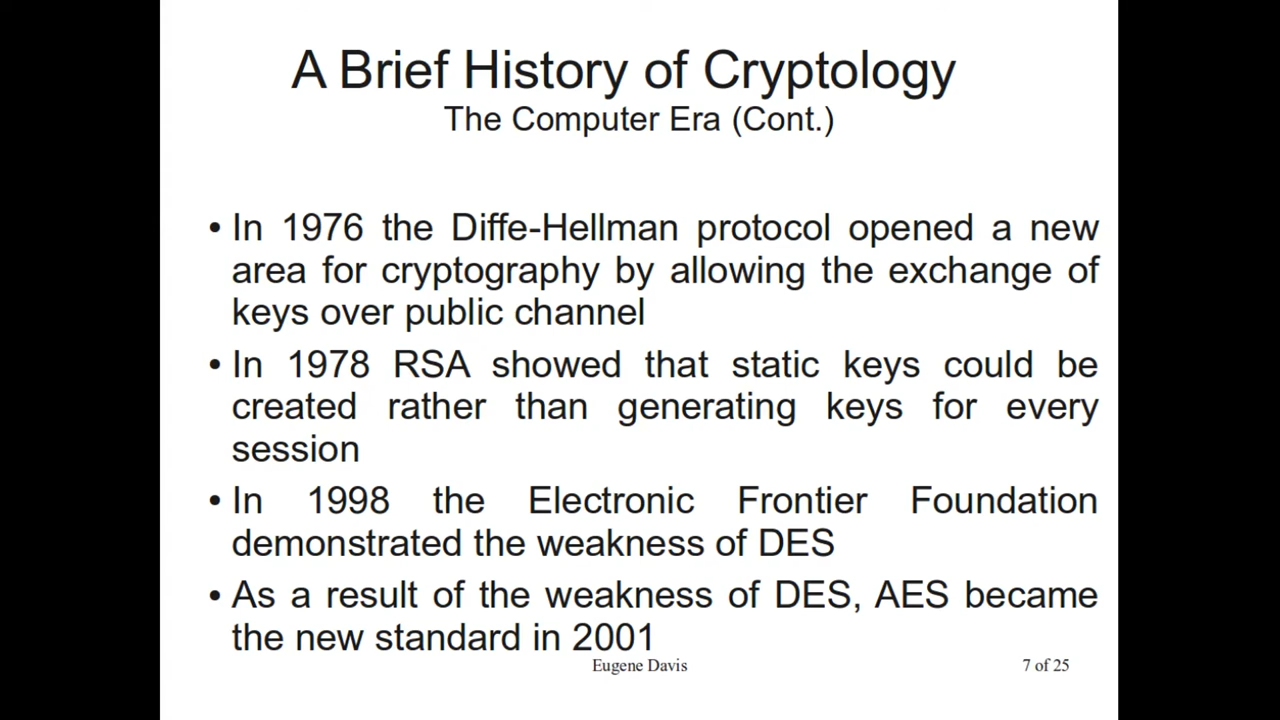 A Brief History of Cryptology
The Computer Era (Cont.)
• In 1976 the Diffe-Hellman protocol opened a new
area for cryptography by allowing the exchange of
keys over public channel
• In 1978 RSA showed that static keys could be
created rather than generating keys for every
session
• In 1998 the Electronic Frontier Foundation
demonstrated the weakness of DES
• As a result of the weakness of DES, AES became
the new standard in 2001
Eugene Davis
7 of 25